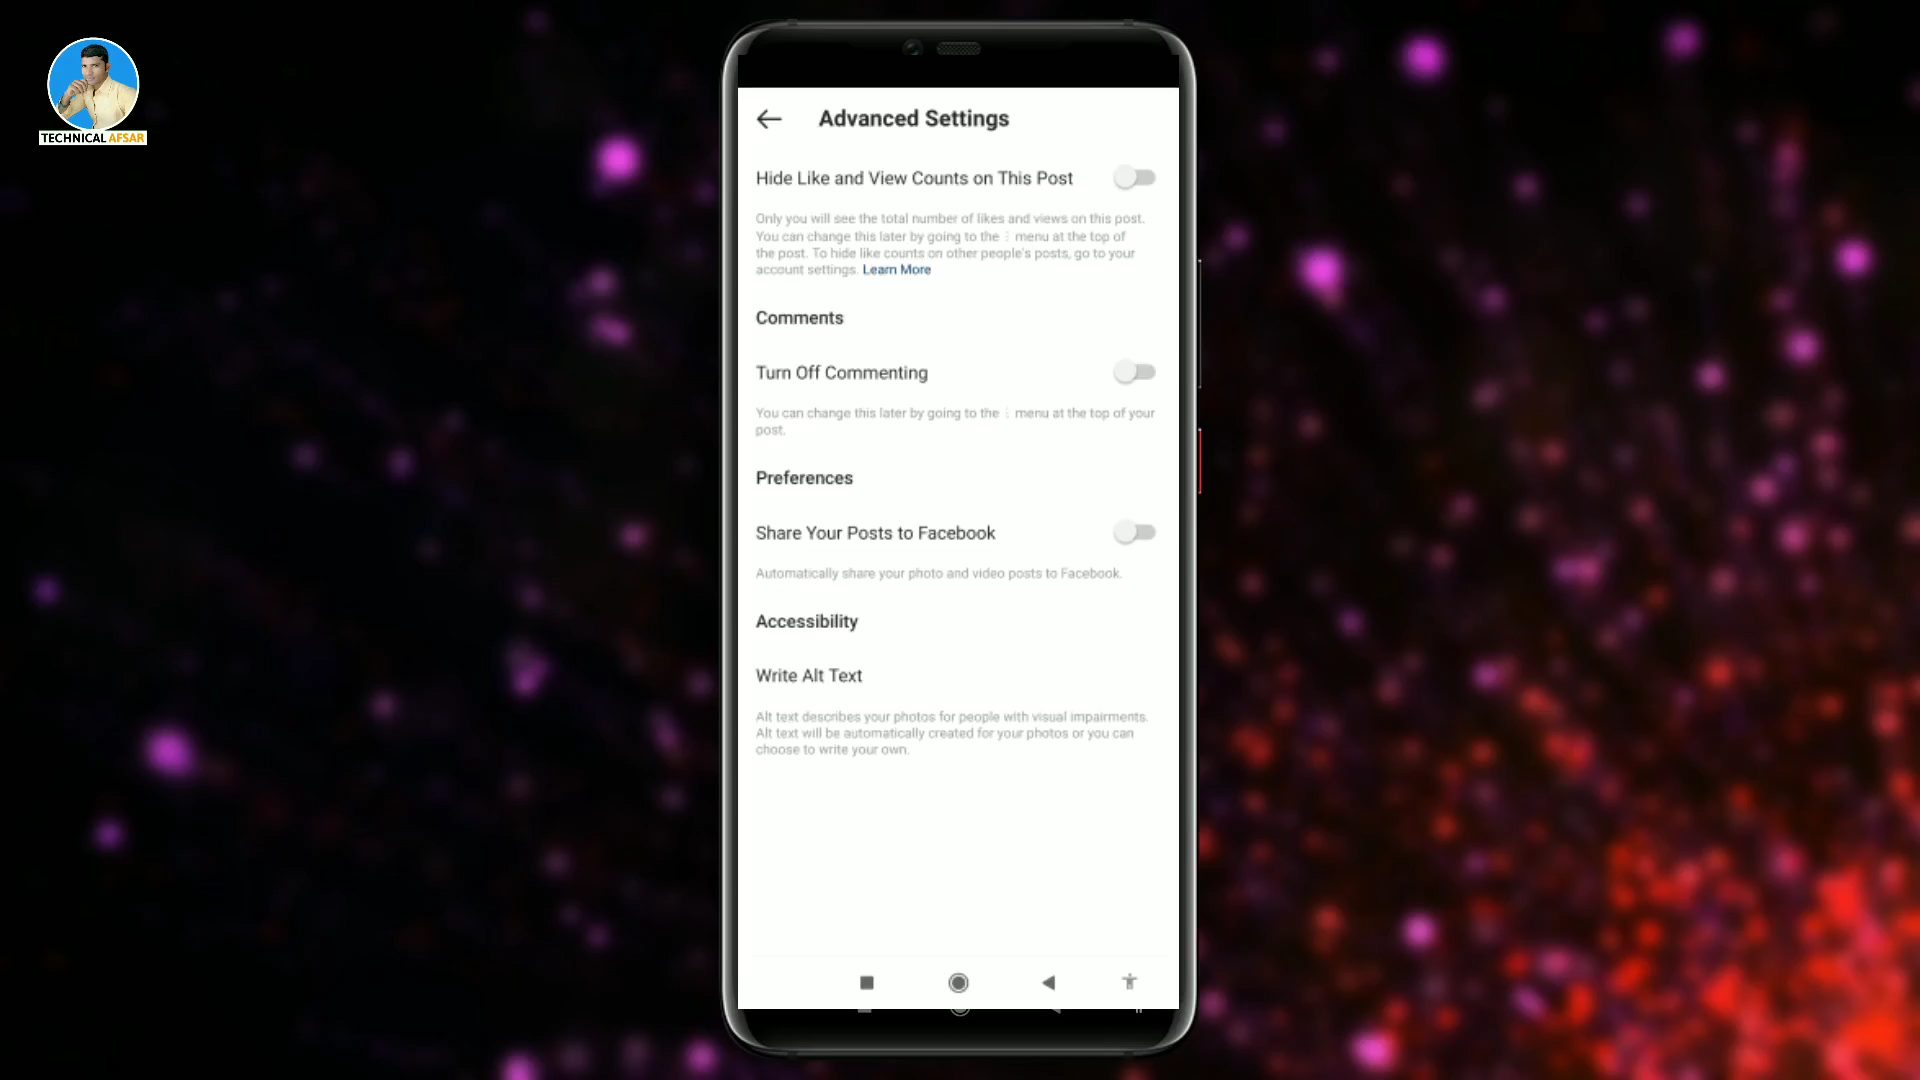 TECHNICAL AFSAR
Advanced Settings
Hide Like and View Counts on This Post
Only you will see the total number of likes and views on this post.
You can change this later by going to the ⋮ menu at the top of
the post. To hide like counts on other people's posts, go to your
account settings. Learn More
Comments
Turn Off Commenting
You can change this later by going to the ⋮ menu at the top of your
post.
Preferences
Share Your Posts to Facebook
Automatically share your photo and video posts to Facebook.
Accessibility
Write Alt Text
Alt text describes your photos for people with visual impairments.
Alt text will be automatically created for your photos or you can
choose to write your own.